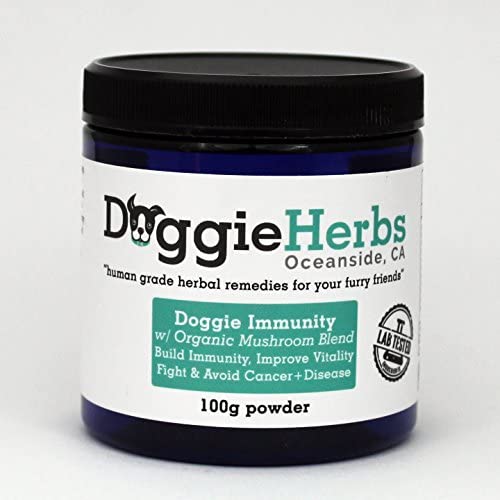 DoggieHerbs
Oceanside, CA
"human grade herbal remedies for your furry friends"
Doggie Immunity
w/ Organic Mushroom Blend
Build Immunity, Improve Vitality
Fight & Avoid Cancer+Disease
LAB TESTED
100g powder